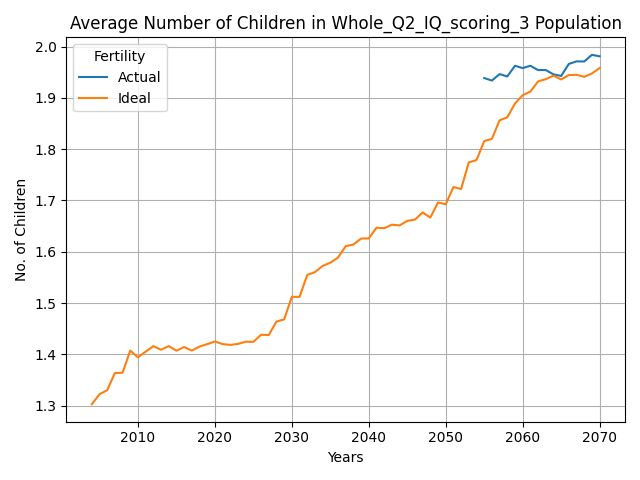 Average Number of Children in Whole_Q2_IQ_scoring_3 Population
Fertility
Actual
Ideal
No. of Children
2.0
1.9
1.8
1.7
1.6
1.5
1.4
1.3
2010 2020 2030 2040 2050 2060 2070
Years